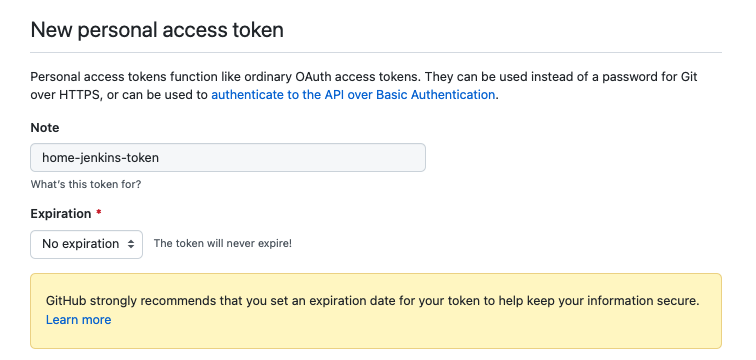 New personal access token
Personal access tokens function like ordinary OAuth access tokens. They can be used instead of a password for Git
over HTTPS, or can be used to authenticate to the API over Basic Authentication.
Note
home-jenkins-token
What's this token for?
Expiration *
No expiration The token will never expire!
GitHub strongly recommends that you set an expiration date for your token to help keep your information secure.
Learn more